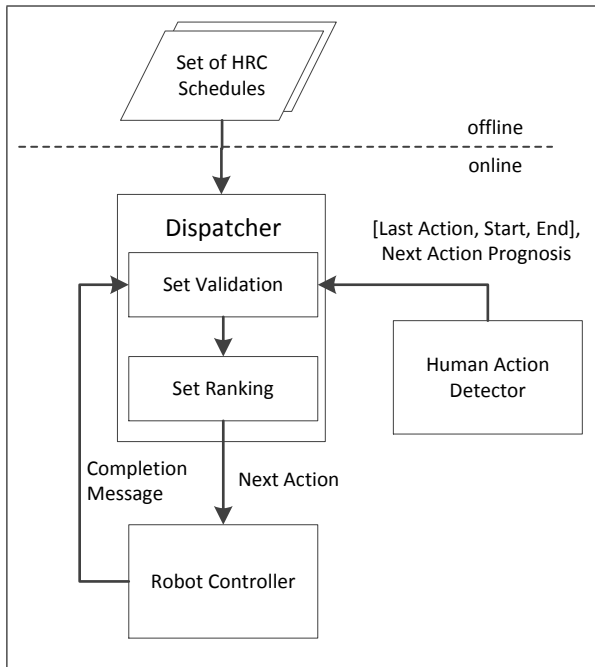 Set of HRC
Schedules
offline
online
Dispatcher
[Last Action, Start, End],
Next Action Prognosis
Set Validation
Human Action
Detector
Set Ranking
Completion
Message
Next Action
Robot Controller